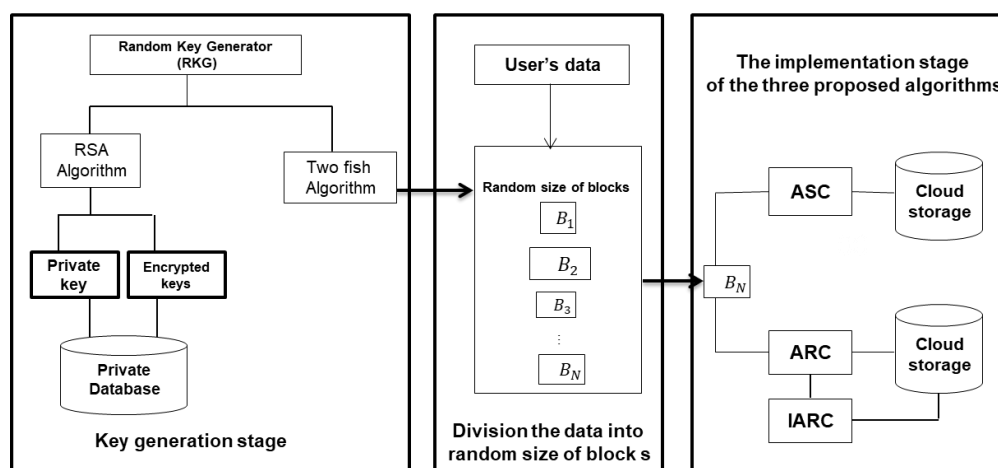 Random Key Generator
(RKG)
RSA
Algorithm
Two fish
Algorithm
Private
key
Encrypted
keys
Private
Database
Key generation stage
User's data
Random size of blocks
B₁
B₂
B₃
⋮
B_N
Division the data into
random size of block s
The implementation stage
of the three proposed algorithms
B_N
ASC
Cloud
storage
ARC
Cloud
storage
IARC